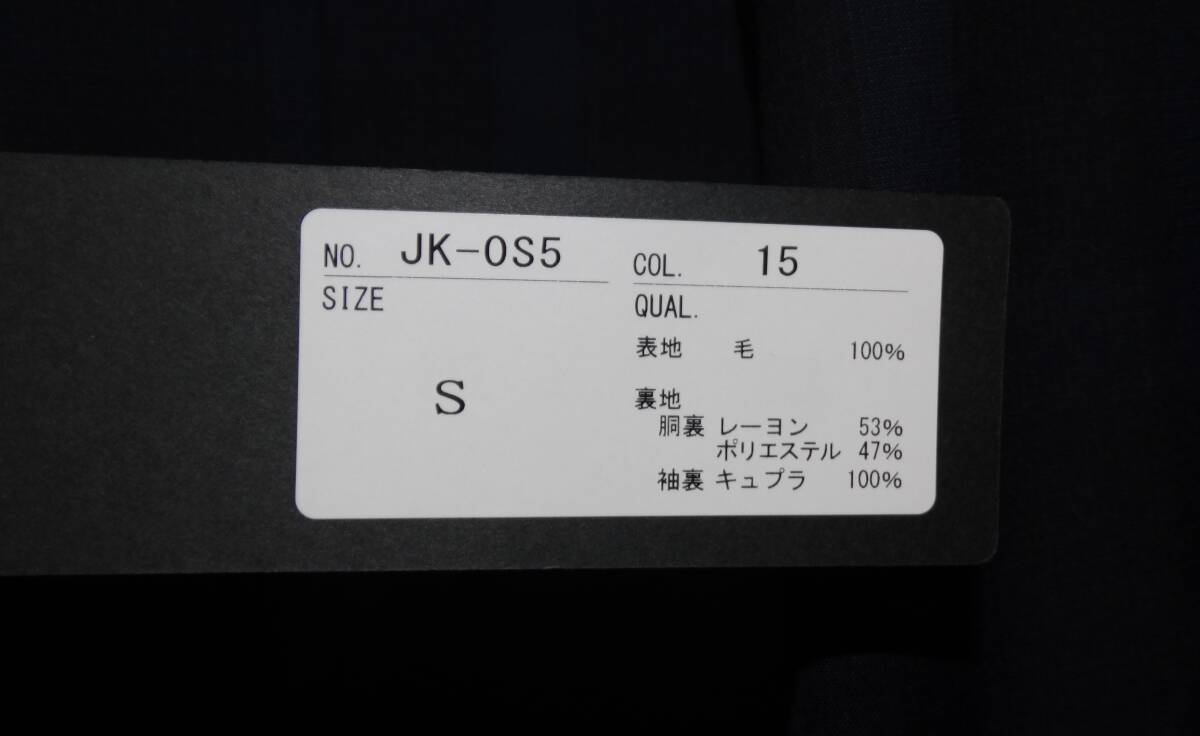 NO. JK-OS5
SIZE
S
COL. 15
QUAL.
表地 毛 100%
裏地
胴裏 レーヨン 53%
ポリエステル 47%
袖裏 キュプラ 100%